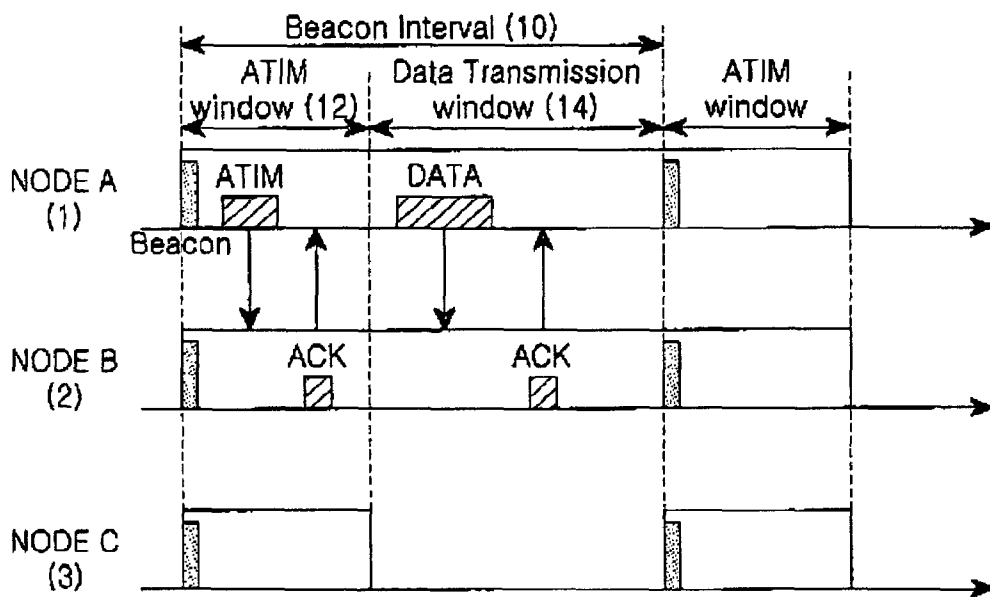 Beacon Interval (10)
ATIM
window (12)
Data Transmission
window (14)
ATIM
window
NODE A
(1)
ATIM
DATA
Beacon
NODE B
(2)
ACK
ACK
NODE C
(3)